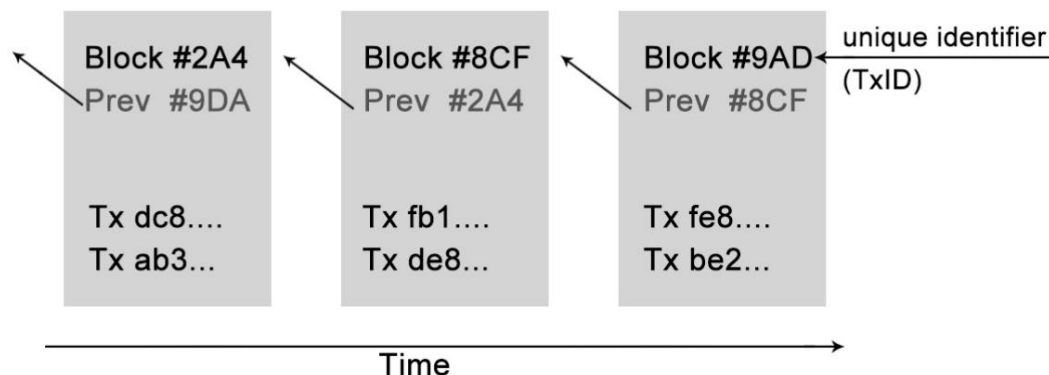 Block #2A4
Prev #9DA
Tx dc8....
Tx ab3...
Block #8CF
Prev #2A4
Tx fb1....
Tx de8...
Block #9AD
Prev #8CF
Tx fe8....
Tx be2...
unique identifier
(TxID)
Time